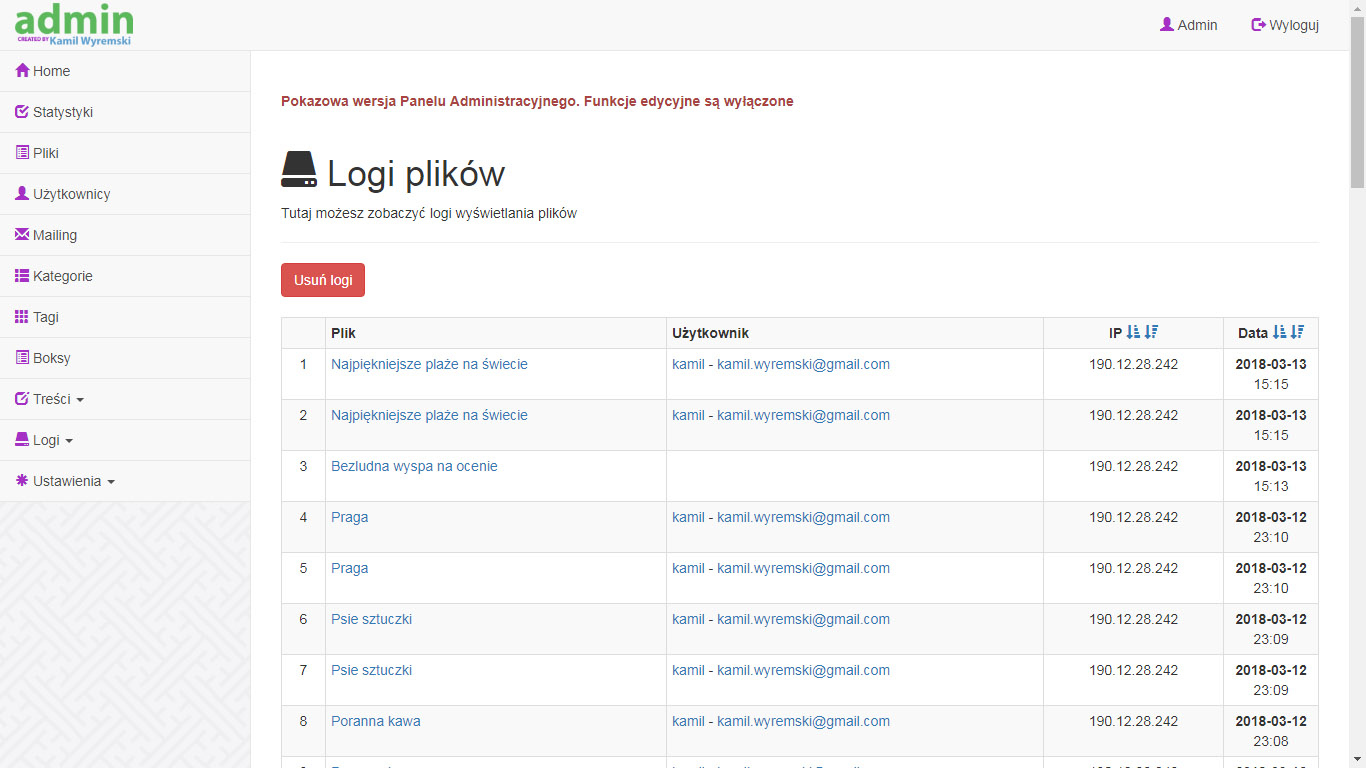 admin
CREATED BY Kamil Wyremski
Admin Wyloguj
Home
Statystyki
Pliki
Użytkownicy
Mailing
Kategorie
Tagi
Boksy
Treści
Logi
Ustawienia
Pokazowa wersja Panelu Administracyjnego. Funkcje edycyjne są wyłączone
Logi plików
Tutaj możesz zobaczyć logi wyświetlania plików
Usuń logi
Plik Użytkownik IP Data
1 Najpiękniejsze plaże na świecie kamil - kamil.wyremski@gmail.com 190.12.28.242 2018-03-13
15:15
2 Najpiękniejsze plaże na świecie kamil - kamil.wyremski@gmail.com 190.12.28.242 2018-03-13
15:15
3 Bezludna wyspa na ocenie 190.12.28.242 2018-03-13
15:13
4 Praga kamil - kamil.wyremski@gmail.com 190.12.28.242 2018-03-12
23:10
5 Praga kamil - kamil.wyremski@gmail.com 190.12.28.242 2018-03-12
23:10
6 Psie sztuczki kamil - kamil.wyremski@gmail.com 190.12.28.242 2018-03-12
23:09
7 Psie sztuczki kamil - kamil.wyremski@gmail.com 190.12.28.242 2018-03-12
23:09
8 Poranna kawa kamil - kamil.wyremski@gmail.com 190.12.28.242 2018-03-12
23:08